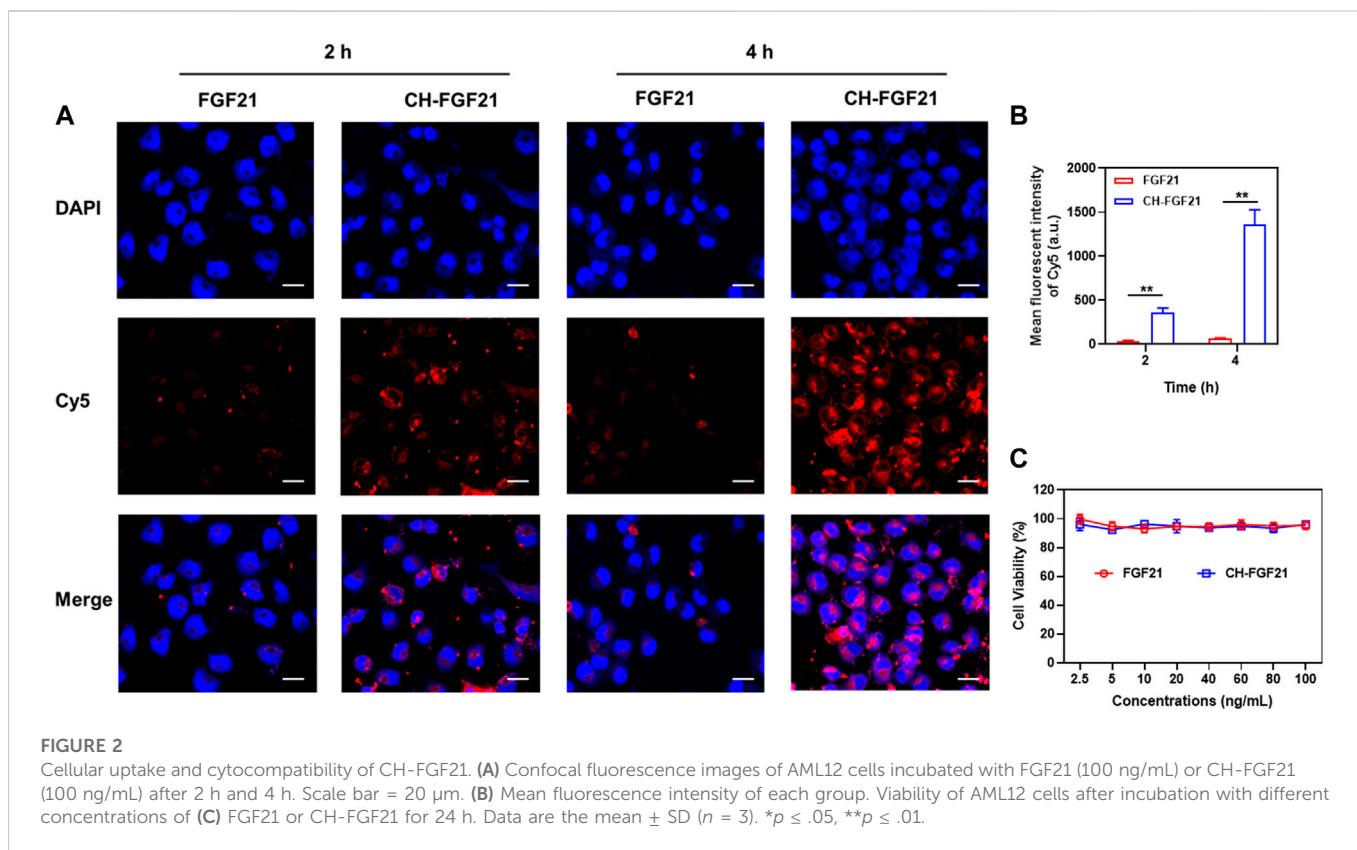 2 h
4 h
FGF21
CH-FGF21
FGF21
CH-FGF21
A
DAPI
Cy5
Merge
B
Mean fluorescent intensity
of Cy5 (a.u.)
2000
1500
1000
500
0
FGF21
CH-FGF21
**
**
2
4
Time (h)
C
Cell Viability (%)
120
100
80
60
40
20
0
FGF21
CH-FGF21
2.5
5
10
20
40
60
80
100
Concentrations (ng/mL)
FIGURE 2
Cellular uptake and cytocompatibility of CH-FGF21. (A) Confocal fluorescence images of AML12 cells incubated with FGF21 (100 ng/mL) or CH-FGF21
(100 ng/mL) after 2 h and 4 h. Scale bar = 20 μm. (B) Mean fluorescence intensity of each group. Viability of AML12 cells after incubation with different
concentrations of (C) FGF21 or CH-FGF21 for 24 h. Data are the mean ± SD (n = 3). *p ≤ .05, **p ≤ .01.